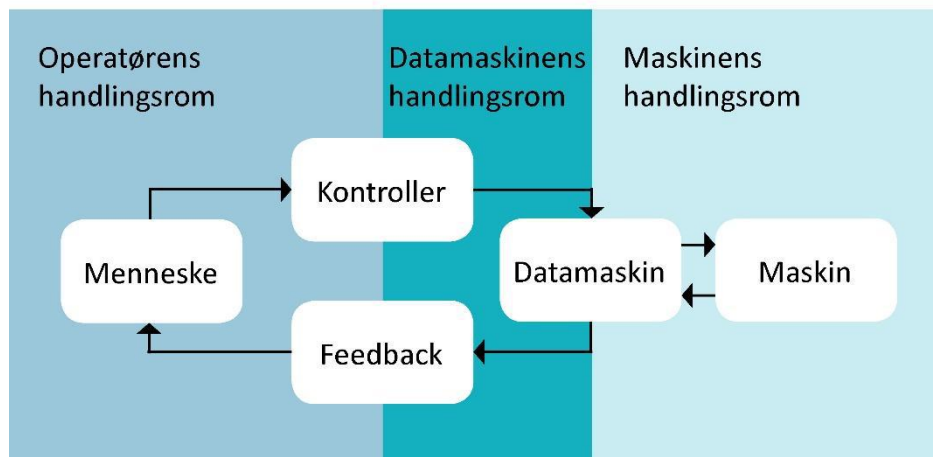 Operatørens
handlingsrom
Datamaskinens
handlingsrom
Maskinens
handlingsrom
Kontroller
Menneske
Datamaskin
Maskin
Feedback